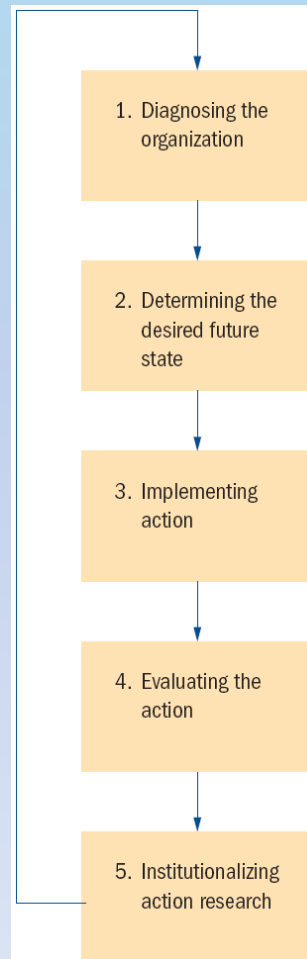 1. Diagnosing the
organization
2. Determining the
desired future
state
3. Implementing
action
4. Evaluating the
action
5. Institutionalizing
action research